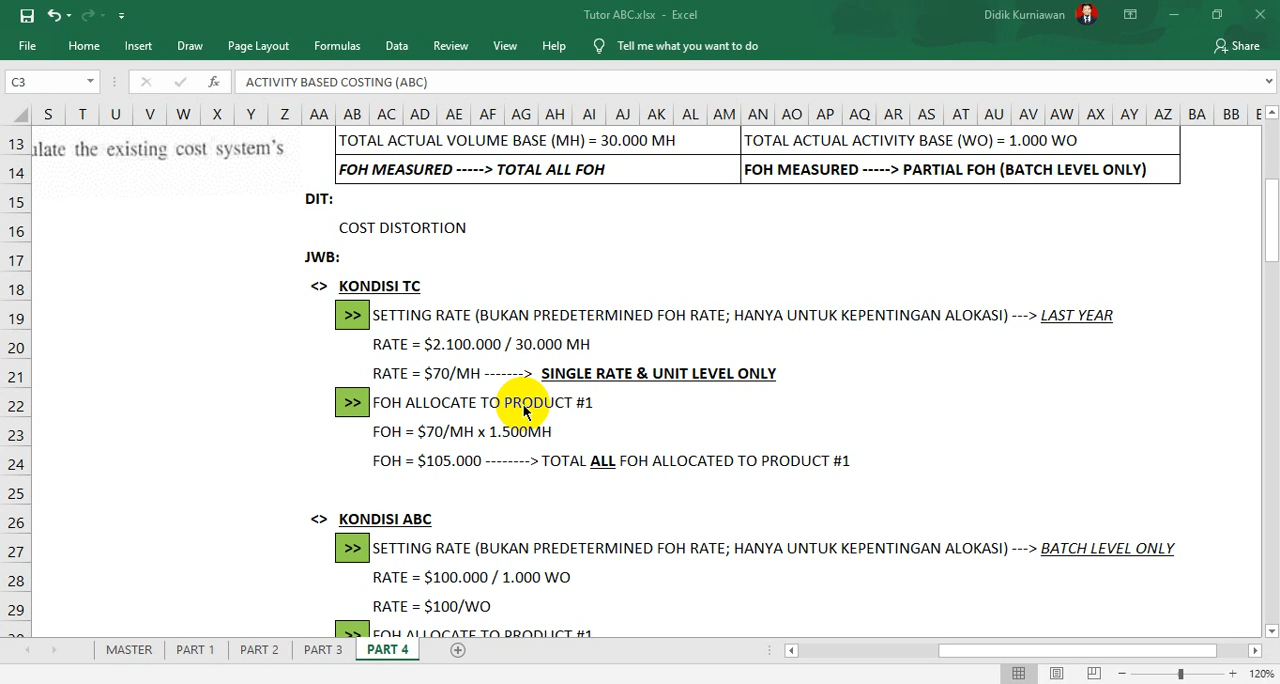 Tutor ABC.xlsx - Excel
Didik Kurniawan
File Home Insert Draw Page Layout Formulas Data Review View Help Tell me what you want to do Share
C3 fx ACTIVITY BASED COSTING (ABC)
S T U V W X Y Z AA AB AC AD AE AF AG AH AI AJ AK AL AM AN AO AP AQ AR AS AT AU AV AW AX AY AZ BA BB
13 ulate the existing cost system's TOTAL ACTUAL VOLUME BASE (MH) = 30.000 MH TOTAL ACTUAL ACTIVITY BASE (WO) = 1.000 WO
14 FOH MEASURED -----> TOTAL ALL FOH FOH MEASURED -----> PARTIAL FOH (BATCH LEVEL ONLY)
15 DIT:
16 COST DISTORTION
17 JWB:
18 <> KONDISI TC
19 >> SETTING RATE (BUKAN PREDETERMINED FOH RATE; HANYA UNTUK KEPENTINGAN ALOKASI) ---> LAST YEAR
20 RATE = $2.100.000 / 30.000 MH
21 RATE = $70/MH -------> SINGLE RATE & UNIT LEVEL ONLY
22 >> FOH ALLOCATE TO PRODUCT #1
23 FOH = $70/MH x 1.500MH
24 FOH = $105.000 --------> TOTAL ALL FOH ALLOCATED TO PRODUCT #1
25
26 <> KONDISI ABC
27 >> SETTING RATE (BUKAN PREDETERMINED FOH RATE; HANYA UNTUK KEPENTINGAN ALOKASI) ---> BATCH LEVEL ONLY
28 RATE = $100.000 / 1.000 WO
29 RATE = $100/WO
>> FOH ALLOCATE TO PRODUCT #1
MASTER PART 1 PART 2 PART 3 PART 4
120%